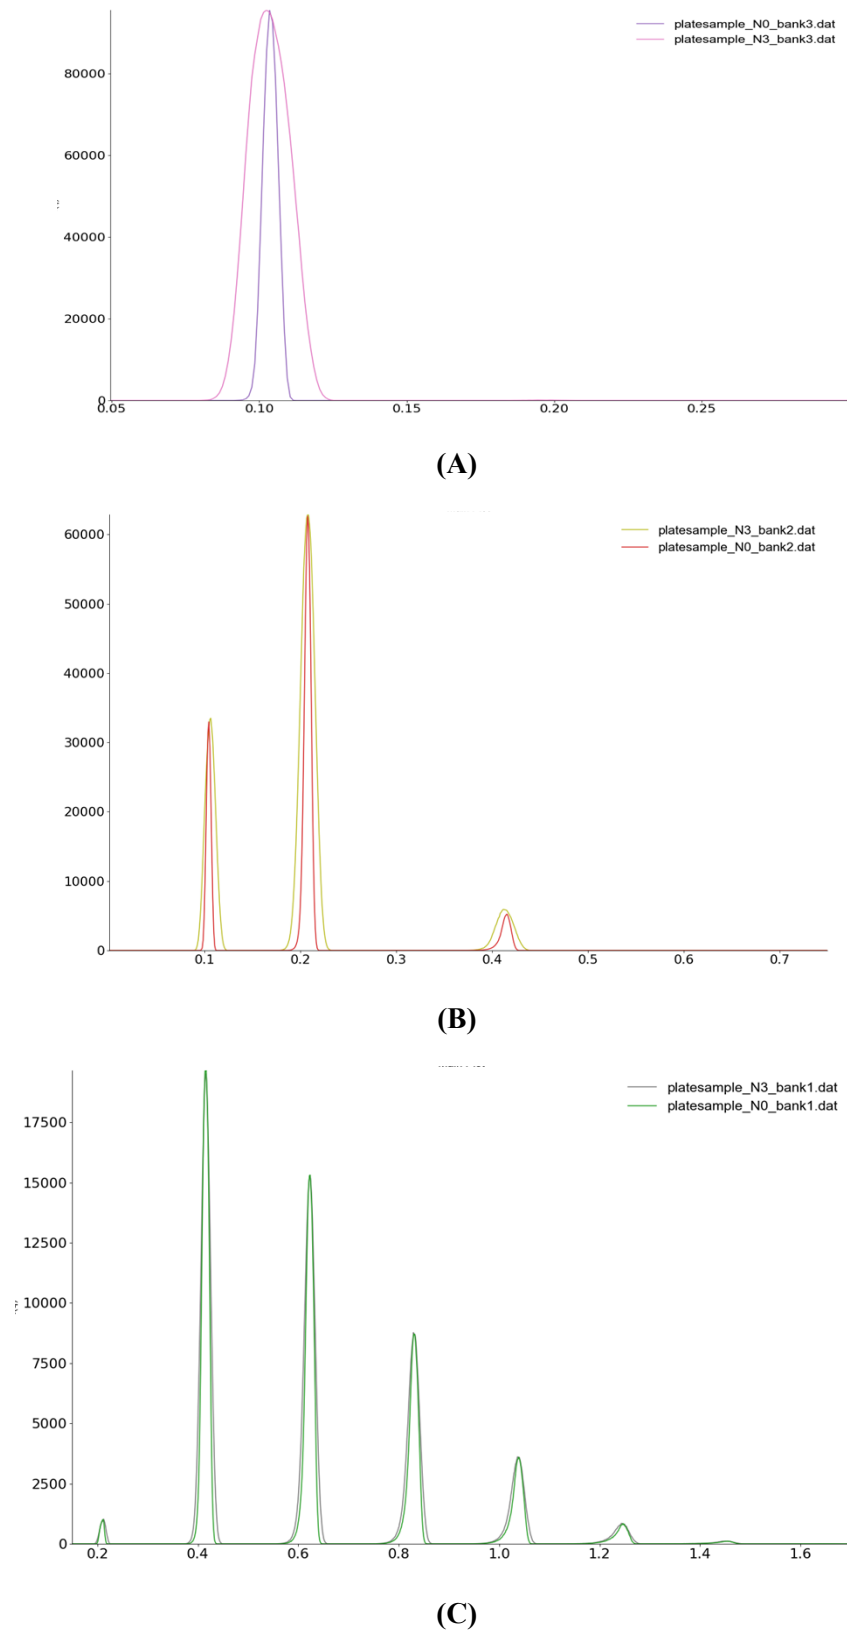 platesample_N0_bank3.dat
platesample_N3_bank3.dat
80000
60000
40000
20000
0
0.05 0.10 0.15 0.20 0.25
(A)
platesample_N3_bank2.dat
platesample_N0_bank2.dat
60000
50000
40000
30000
20000
10000
0
0.1 0.2 0.3 0.4 0.5 0.6 0.7
(B)
platesample_N3_bank1.dat
platesample_N0_bank1.dat
17500
15000
12500
10000
7500
5000
2500
0
0.2 0.4 0.6 0.8 1.0 1.2 1.4 1.6
(C)